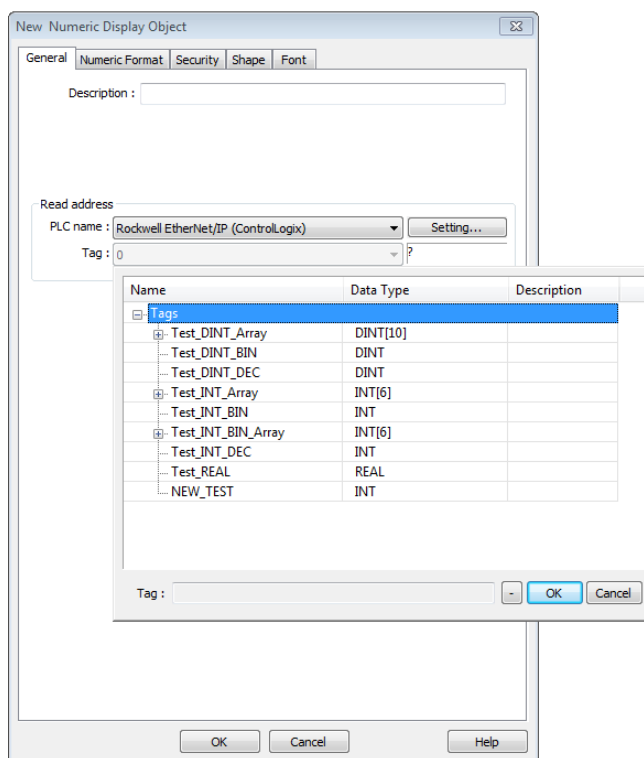 New Numeric Display Object
General Numeric Format Security Shape Font
Description :
Read address
PLC name : Rockwell EtherNet/IP (ControlLogix) Setting...
Tag : 0 ?
Name Data Type Description
Tags
Test_DINT_Array DINT[10]
Test_DINT_BIN DINT
Test_DINT_DEC DINT
Test_INT_Array INT[6]
Test_INT_BIN INT
Test_INT_BIN_Array INT[6]
Test_INT_DEC INT
Test_REAL REAL
NEW_TEST INT
Tag : - OK Cancel
OK Cancel Help